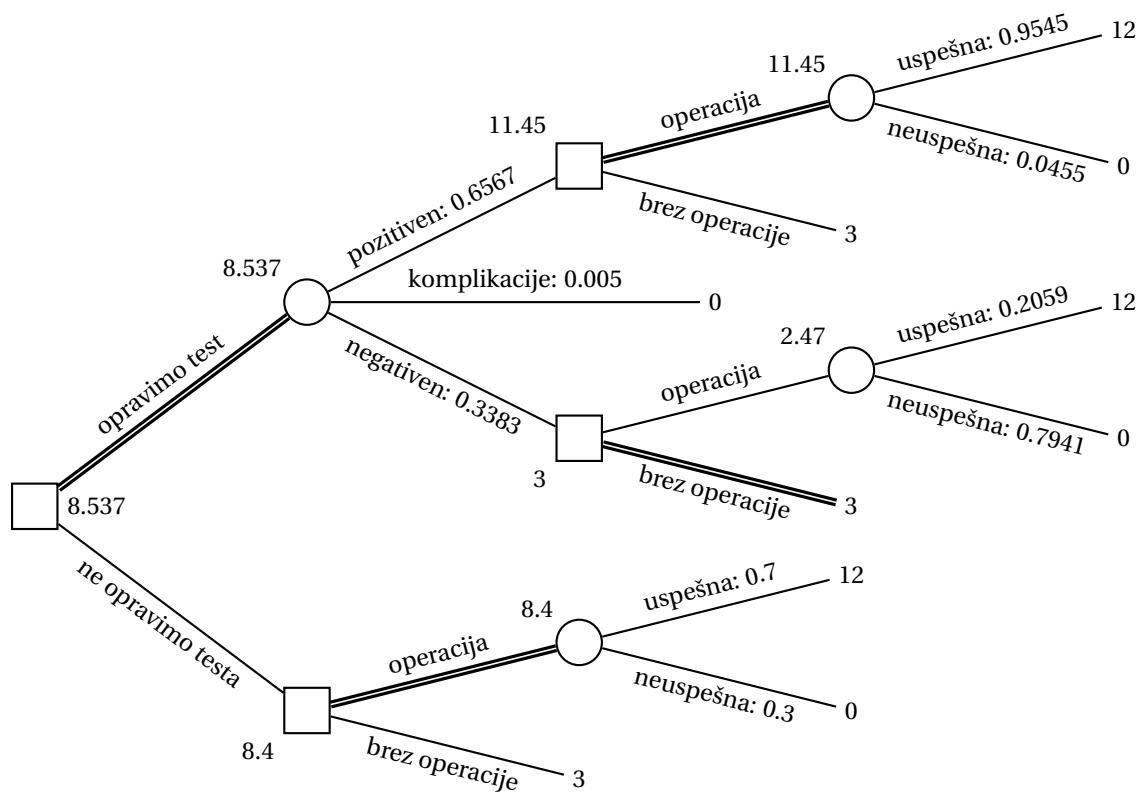 uspešna: 0.9545
12
11.45
operacija
neuspešna: 0.0455
0
11.45
pozitiven: 0.6567
brez operacije
3
8.537
komplikacije: 0.005
0
uspešna: 0.2059
12
2.47
operacija
negativen: 0.3383
neuspešna: 0.7941
0
opravimo test
3
brez operacije
3
8.537
ne opravimo testa
uspešna: 0.7
12
8.4
operacija
neuspešna: 0.3
0
8.4
brez operacije
3